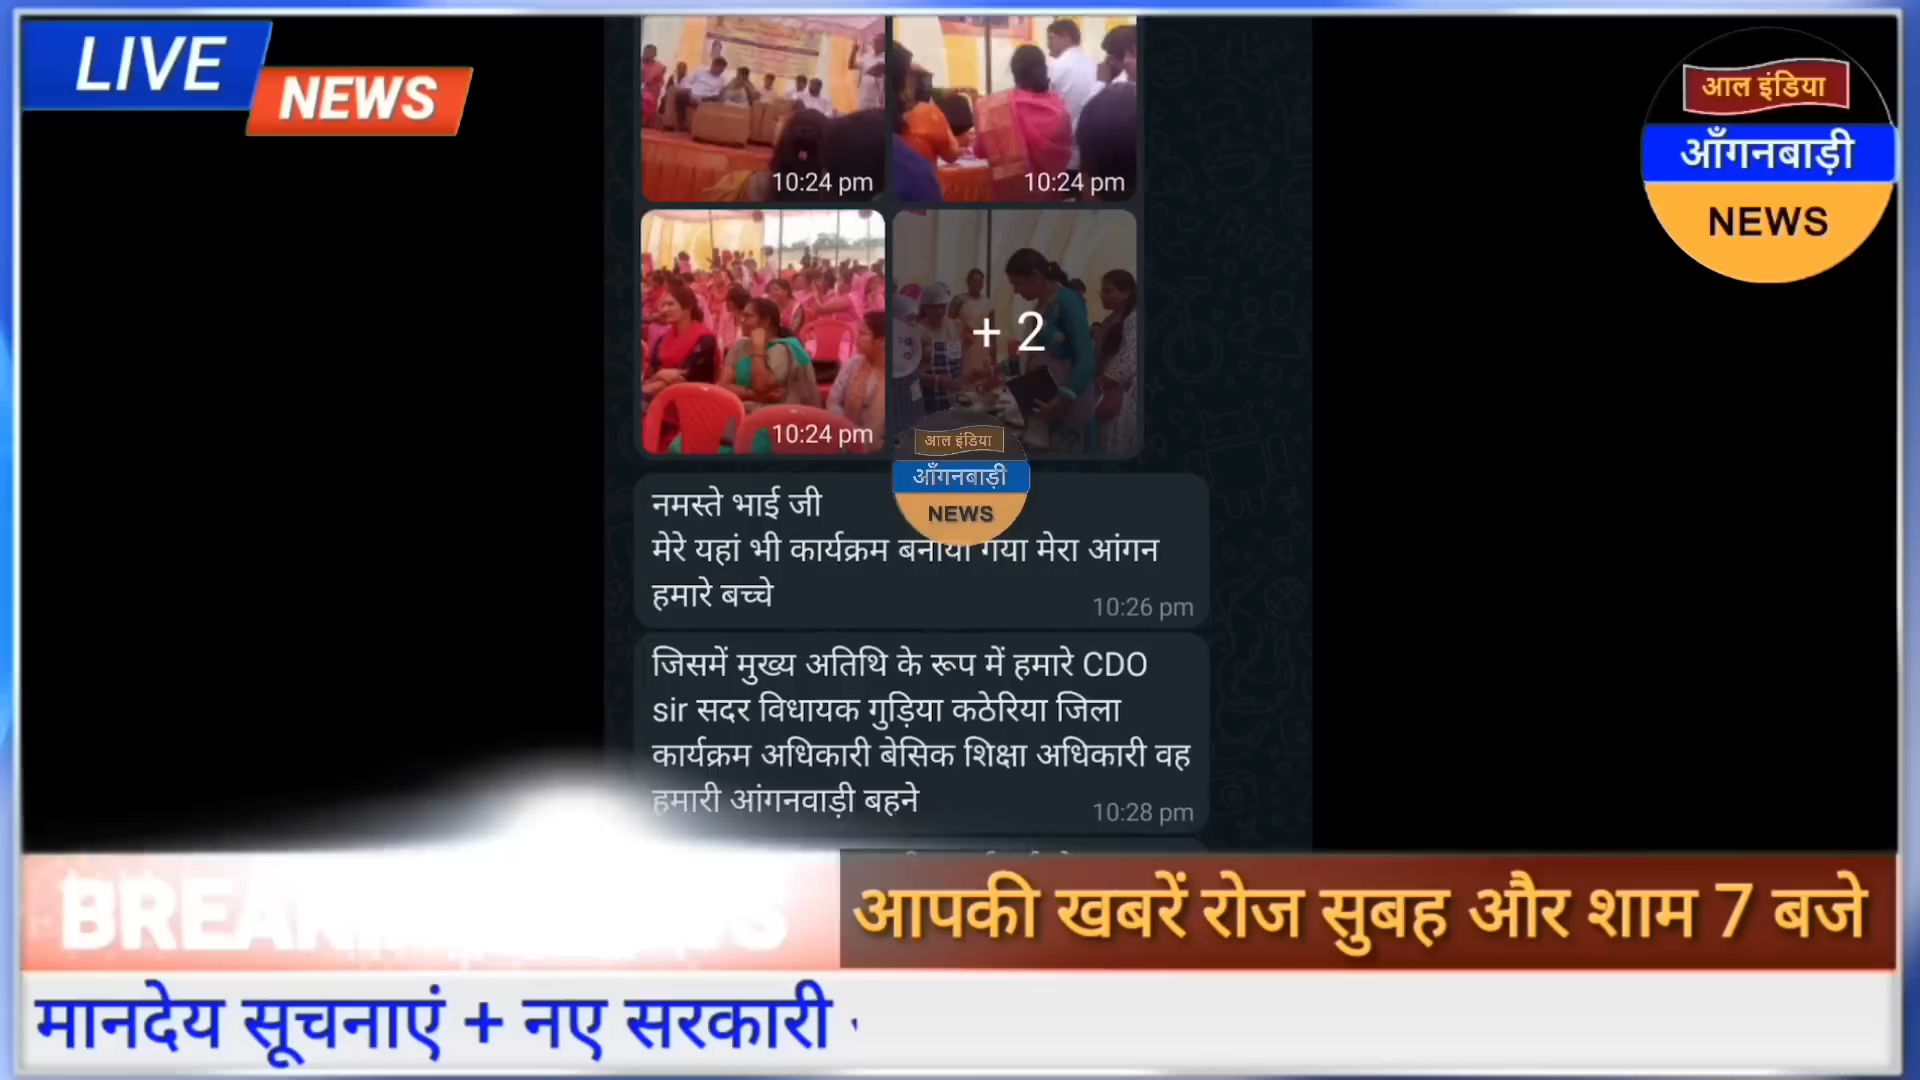 LIVE
NEWS
आल इंडिया
आँगनबाड़ी
NEWS
10:24 pm
10:24 pm
+ 2
10:24 pm
आल इंडिया
आँगनबाड़ी
NEWS
नमस्ते भाई जी
मेरे यहां भी कार्यक्रम बनाया गया मेरा आंगन
हमारे बच्चे
10:26 pm
जिसमें मुख्य अतिथि के रूप में हमारे CDO
sir सदर विधायक गुड़िया कठेरिया जिला
कार्यक्रम अधिकारी बेसिक शिक्षा अधिकारी वह
हमारी आंगनवाड़ी बहने
10:28 pm
आपकी खबरें रोज सुबह और शाम 7 बजे
मानदेय सूचनाएं + नए सरकारी